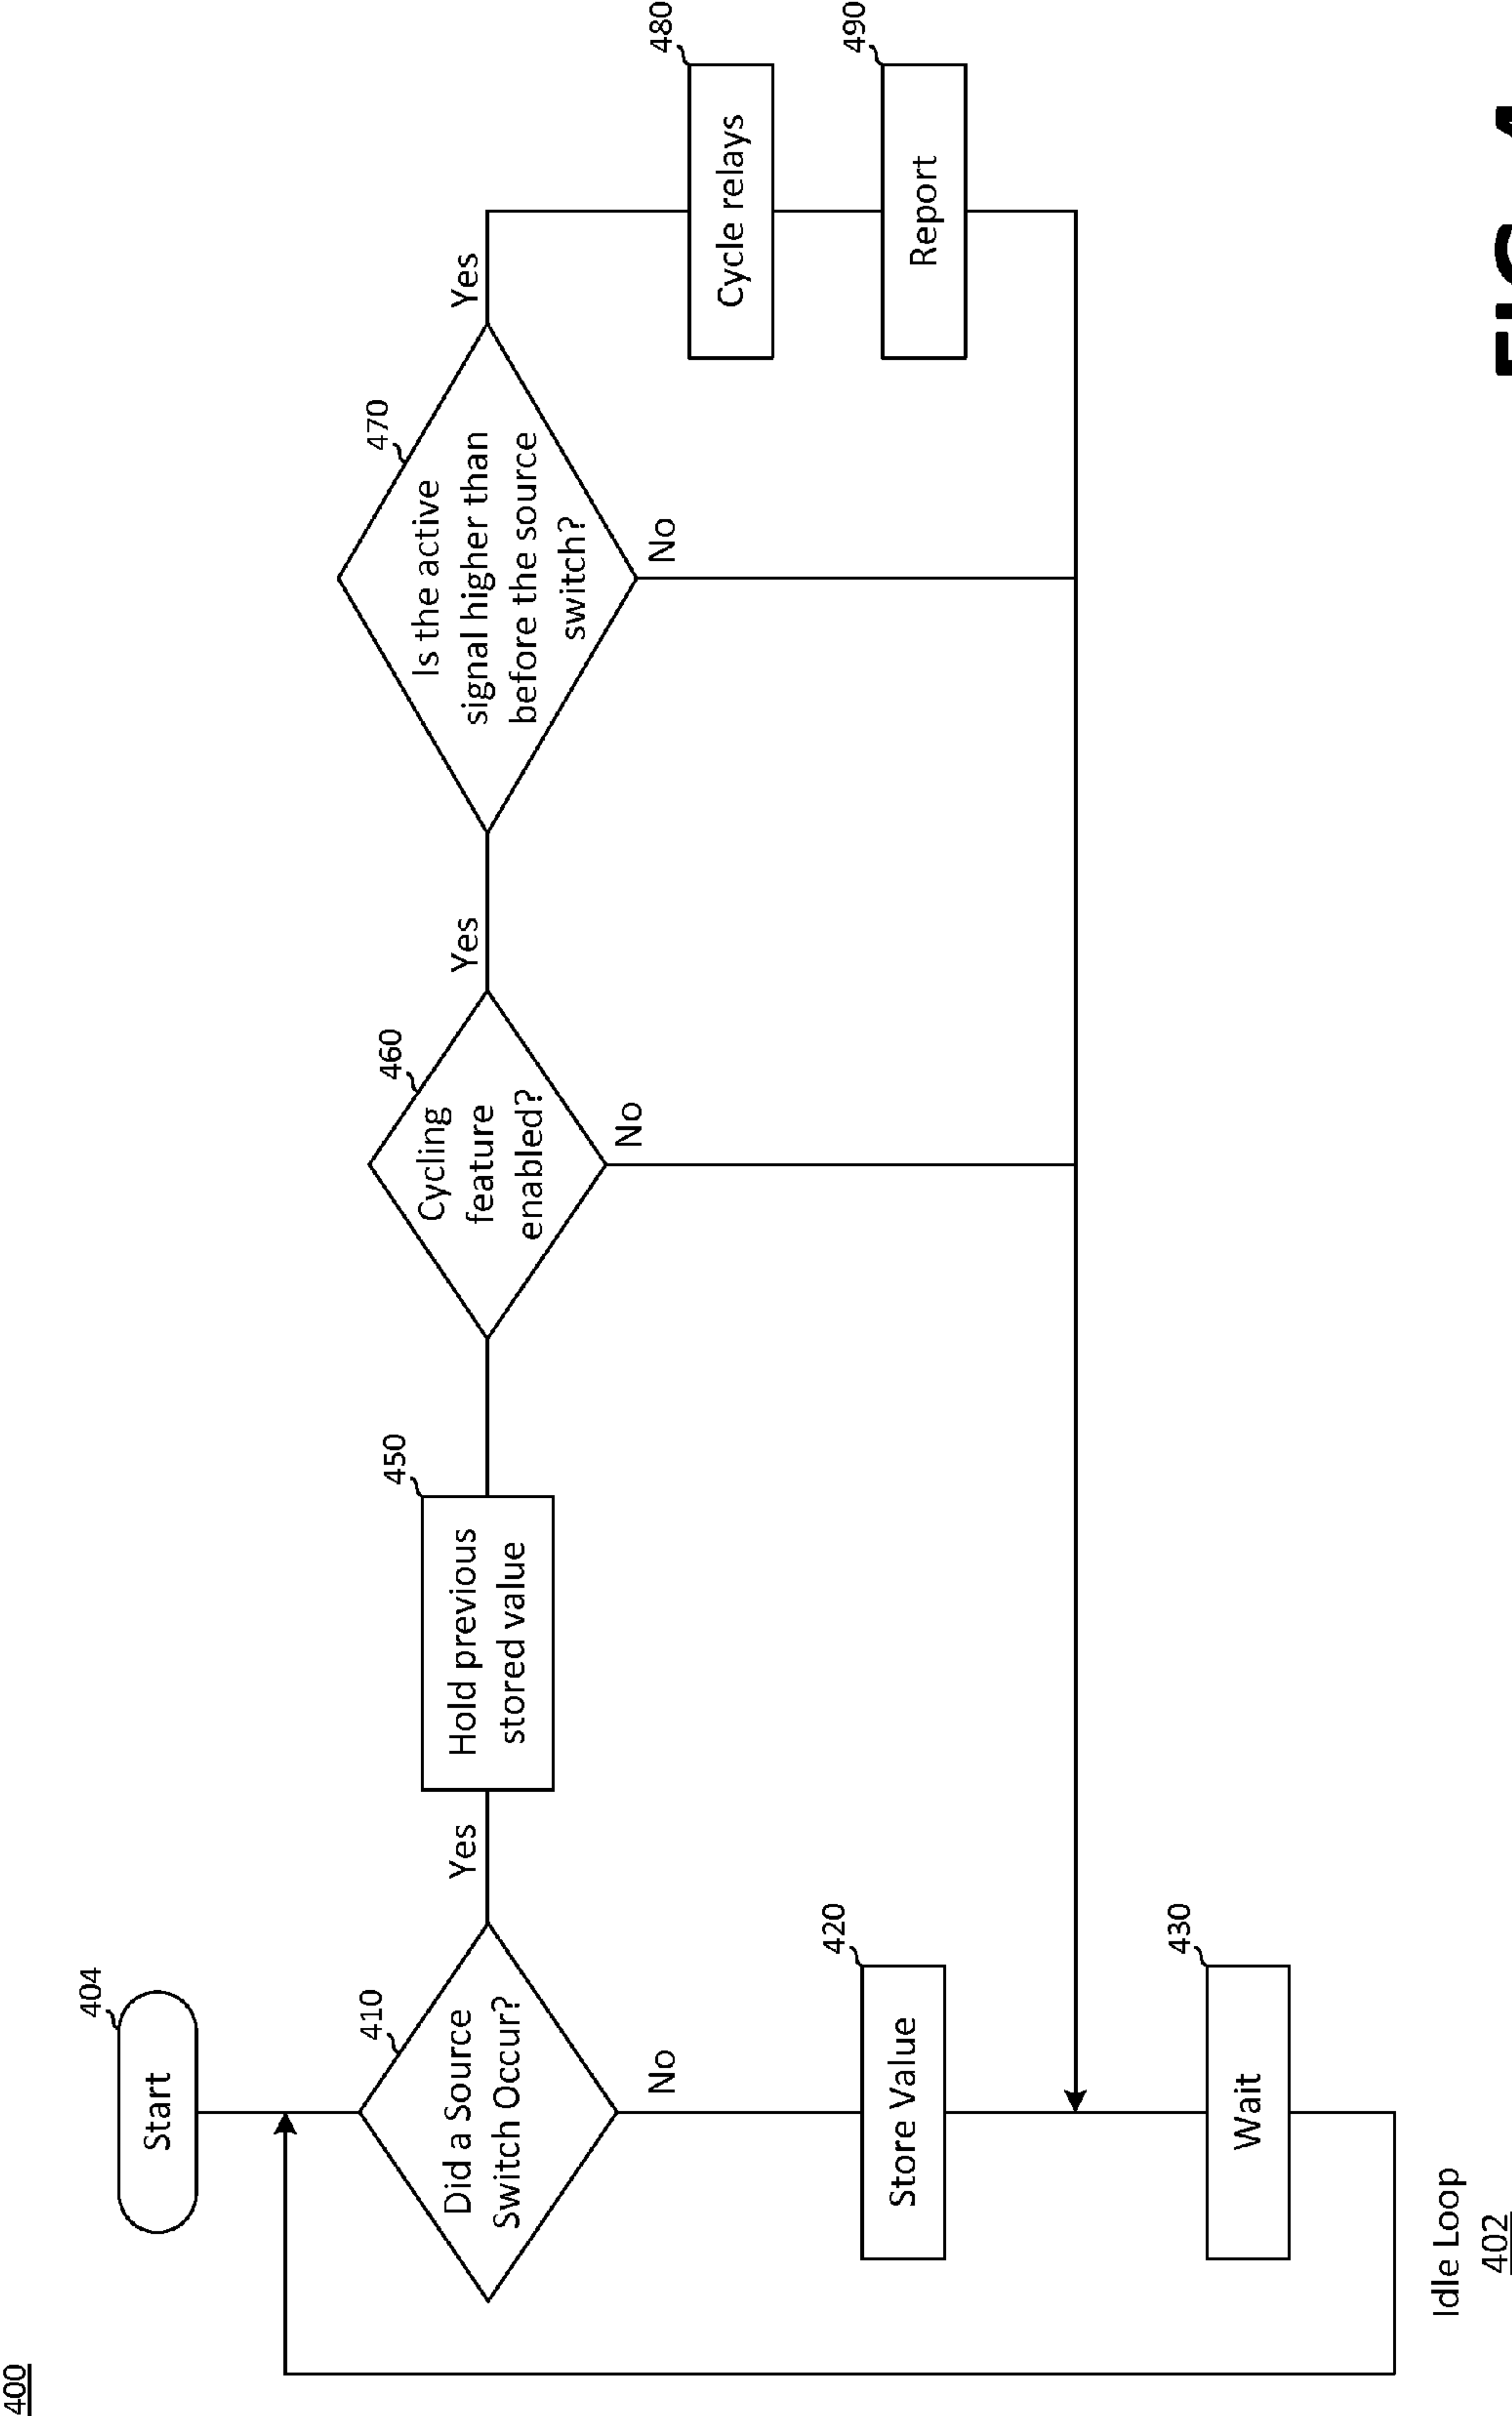 400
404
Start
410
Did a Source
Switch Occur?
Yes
No
450
Hold previous
stored value
460
Cycling
feature
enabled?
Yes
No
470
Is the active
signal higher than
before the source
switch?
Yes
No
480
Cycle relays
490
Report
420
Store Value
430
Wait
Idle Loop
402